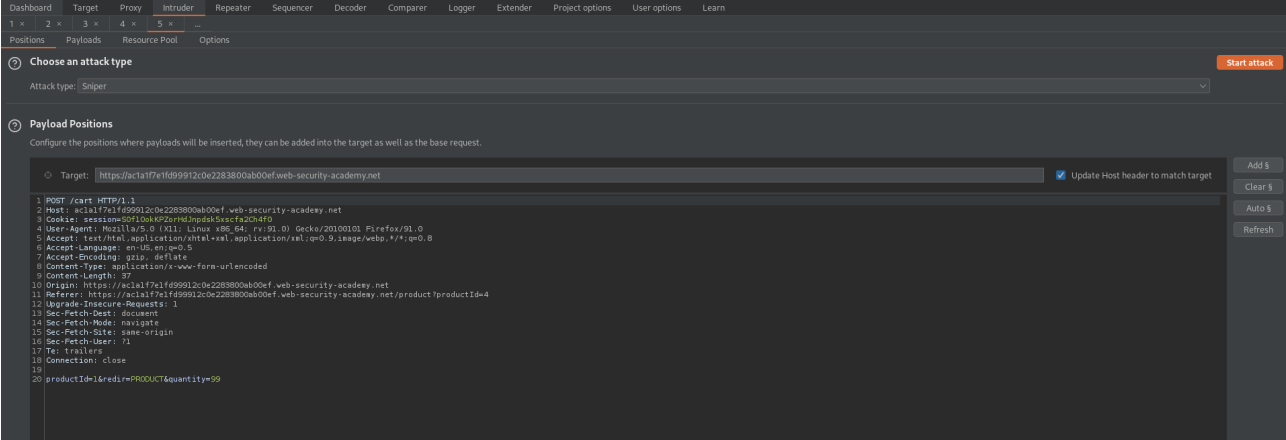 Dashboard Target Proxy Intruder Repeater Sequencer Decoder Comparer Logger Extender Project options User options Learn
1 × 2 × 3 × 4 × 5 × ...
Positions Payloads Resource Pool Options
? Choose an attack type Start attack
Attack type: Sniper
? Payload Positions
Configure the positions where payloads will be inserted, they can be added into the target as well as the base request.
Target: https://ac1a1f7e1fd99912c0e2283800ab00ef.web-security-academy.net Update Host header to match target
Add §
Clear §
Auto §
Refresh
1 POST /cart HTTP/1.1
2 Host: ac1a1f7e1fd99912c0e2283800ab00ef.web-security-academy.net
3 Cookie: session=S0f1OokKPZorHdJnpdsk5xscfa2Ch4f0
4 User-Agent: Mozilla/5.0 (X11; Linux x86_64; rv:91.0) Gecko/20100101 Firefox/91.0
5 Accept: text/html,application/xhtml+xml,application/xml;q=0.9,image/webp,*/*;q=0.8
6 Accept-Language: en-US,en;q=0.5
7 Accept-Encoding: gzip, deflate
8 Content-Type: application/x-www-form-urlencoded
9 Content-Length: 37
10 Origin: https://ac1a1f7e1fd99912c0e2283800ab00ef.web-security-academy.net
11 Referer: https://ac1a1f7e1fd99912c0e2283800ab00ef.web-security-academy.net/product?productId=4
12 Upgrade-Insecure-Requests: 1
13 Sec-Fetch-Dest: document
14 Sec-Fetch-Mode: navigate
15 Sec-Fetch-Site: same-origin
16 Sec-Fetch-User: ?1
17 Te: trailers
18 Connection: close
19
20 productId=1&redir=PRODUCT&quantity=99